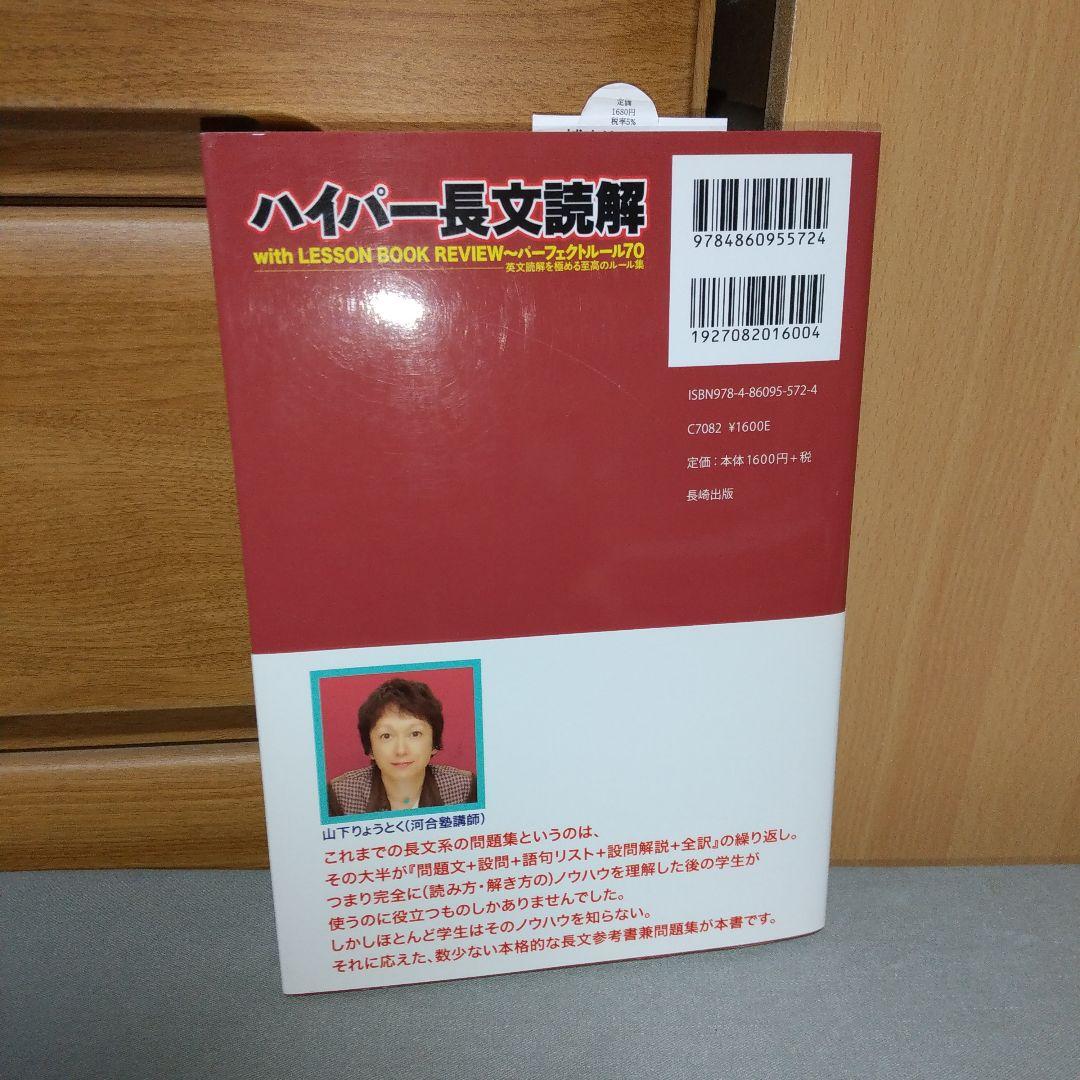 定価
1680円
税率5%
ハイパー長文読解
with LESSON BOOK REVIEW～パーフェクトルール70
英文読解を極める至高のルール集
9784860955724
1927082016004
ISBN978-4-86095-572-4
C7082 ¥1600E
定価：本体1600円＋税
長崎出版
山下りょうとく(河合塾講師)
これまでの長文系の問題集というのは、
その大半が『問題文+設問+語句リスト+設問解説+全訳』の繰り返し。
つまり完全に(読み方・解き方の)ノウハウを理解した後の学生が
使うのに役立つものしかありませんでした。
しかしほとんど学生はそのノウハウを知らない。
それに応えた、数少ない本格的な長文参考書兼問題集が本書です。